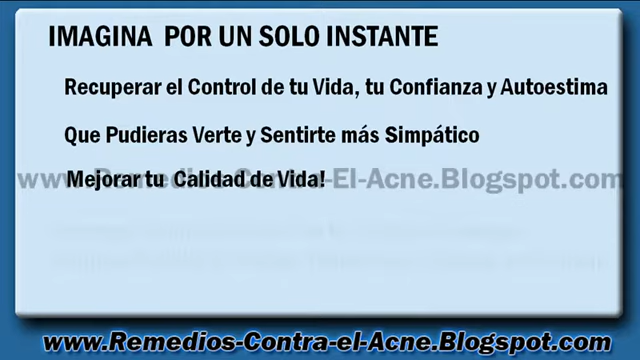 IMAGINA POR UN SOLO INSTANTE
Recuperar el Control de tu Vida, tu Confianza y Autoestima
Que Pudieras Verte y Sentirte más Simpático
www.Remedios-Contra-El-Acne.Blogspot.com
Mejorar tu Calidad de Vida!
www.Remedios-Contra-el-Acne.Blogspot.com